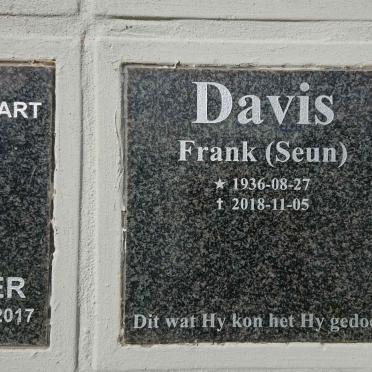 ART
ER
2017
Davis
Frank (Seun)
★ 1936-08-27
✝ 2018-11-05
Dit wat Hy kon het Hy gedoe